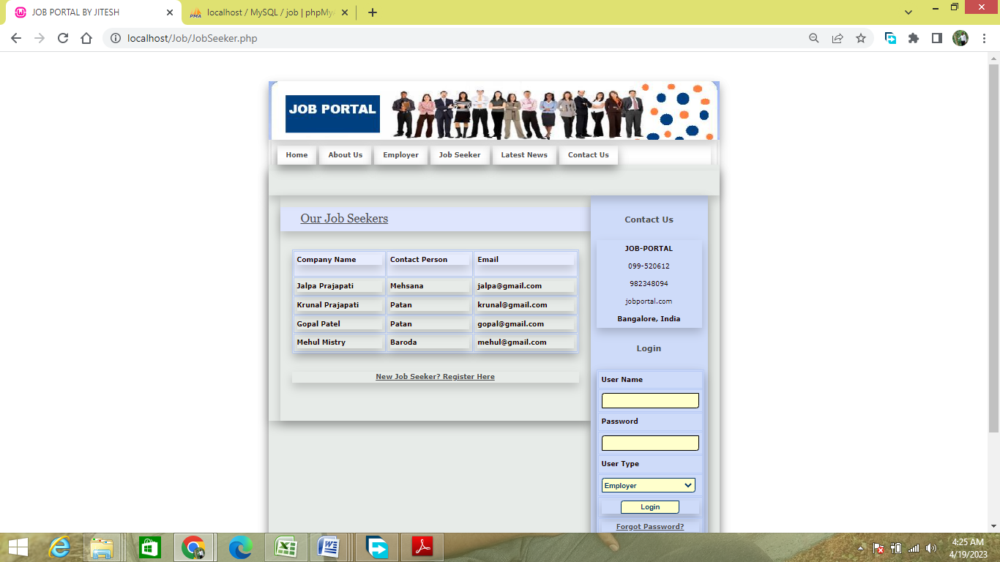 JOB PORTAL BY JITESH
localhost / MySQL / job | phpMyA
localhost/Job/JobSeeker.php
JOB PORTAL
Home About Us Employer Job Seeker Latest News Contact Us
Our Job Seekers
Company Name Contact Person Email
Jalpa Prajapati Mehsana jalpa@gmail.com
Krunal Prajapati Patan krunal@gmail.com
Gopal Patel Patan gopal@gmail.com
Mehul Mistry Baroda mehul@gmail.com
New Job Seeker? Register Here
Contact Us
JOB-PORTAL
099-520612
982348094
jobportal.com
Bangalore, India
Login
User Name
Password
User Type
Employer
Login
Forgot Password?
4:25 AM
4/19/2023